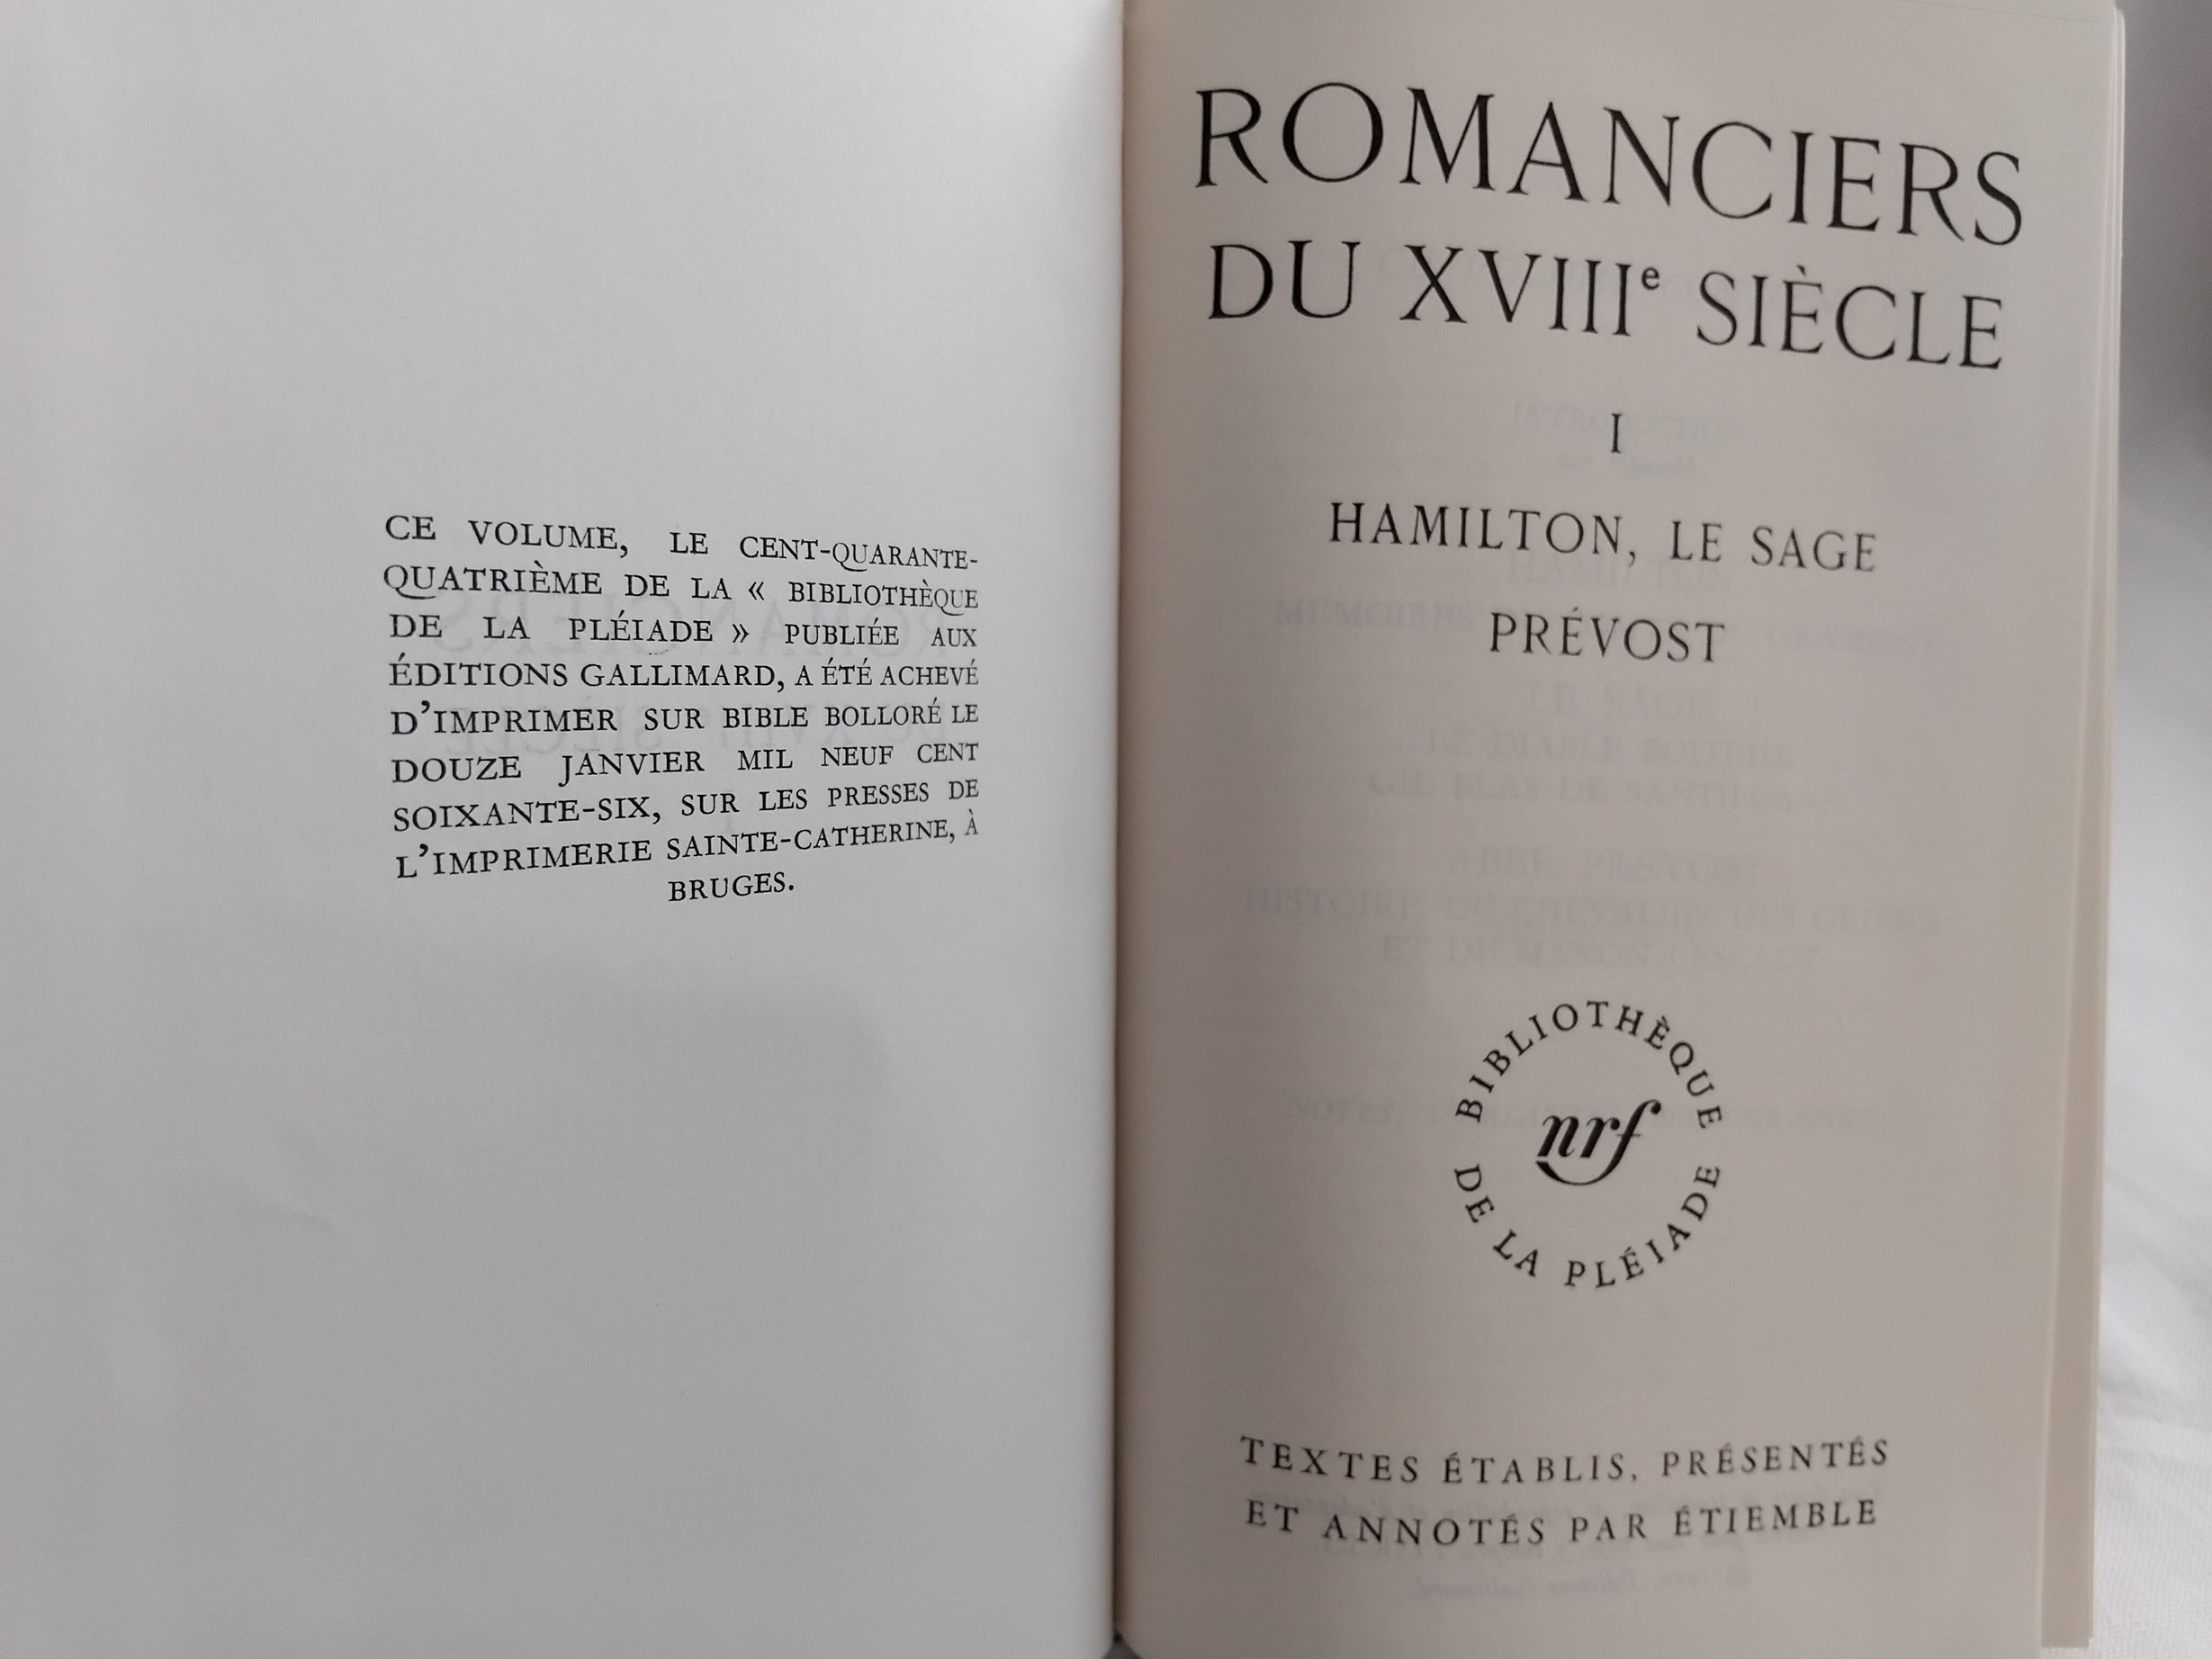 CE VOLUME, LE CENT-QUARANTE-
QUATRIÈME DE LA « BIBLIOTHÈQUE
DE LA PLÉIADE » PUBLIÉE AUX
ÉDITIONS GALLIMARD, A ÉTÉ ACHEVÉ
D’IMPRIMER SUR BIBLE BOLLORÉ LE
DOUZE JANVIER MIL NEUF CENT
SOIXANTE-SIX, SUR LES PRESSES DE
L’IMPRIMERIE SAINTE-CATHERINE, À
BRUGES.
ROMANCIERS
DU XVIIIe SIÈCLE
I
HAMILTON, LE SAGE
PRÉVOST
BIBLIOTHÈQUE
nrf
DE LA PLÉIADE
TEXTES ÉTABLIS, PRÉSENTÉS
ET ANNOTÉS PAR ÉTIEMBLE